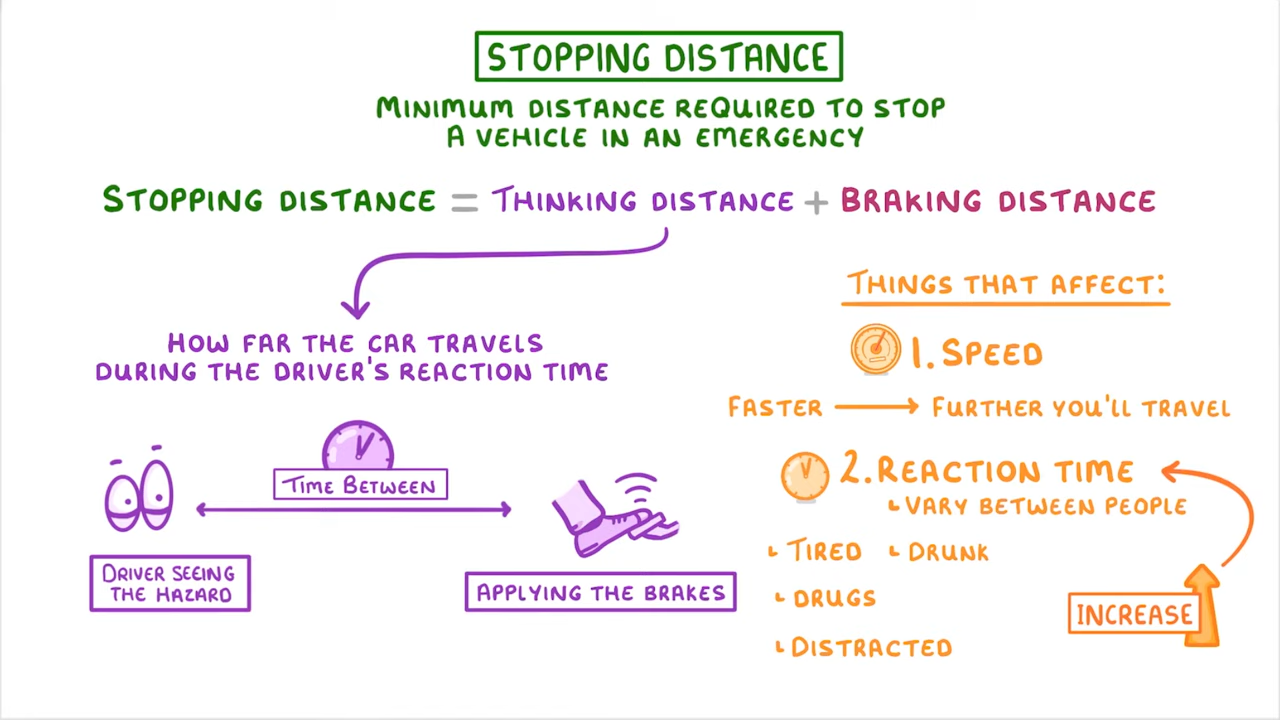 STOPPING DISTANCE
MINIMUM DISTANCE REQUIRED TO STOP
A VEHICLE IN AN EMERGENCY
STOPPING DISTANCE = THINKING DISTANCE + BRAKING DISTANCE
HOW FAR THE CAR TRAVELS
DURING THE DRIVER'S REACTION TIME
TIME BETWEEN
DRIVER SEEING
THE HAZARD
APPLYING THE BRAKES
THINGS THAT AFFECT:
1. SPEED
FASTER → FURTHER YOU'LL TRAVEL
2. REACTION TIME
VARY BETWEEN PEOPLE
TIRED DRUNK
DRUGS
DISTRACTED
INCREASE